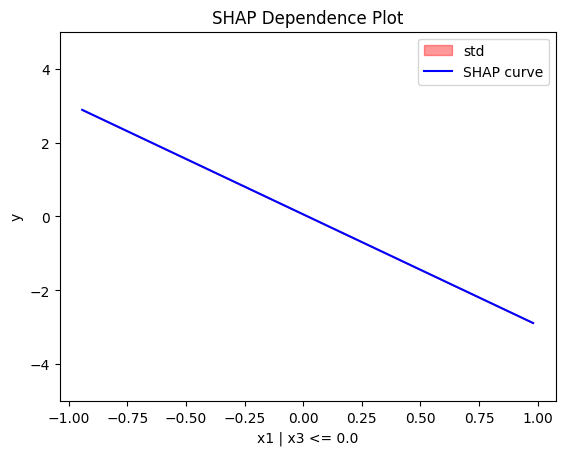 SHAP Dependence Plot
std
SHAP curve
4
2
0
−2
−4
y
−1.00 −0.75 −0.50 −0.25 0.00 0.25 0.50 0.75 1.00
x1 | x3 <= 0.0